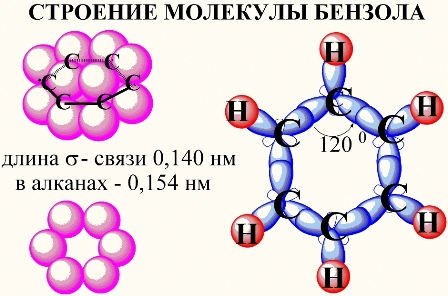 СТРОЕНИЕ МОЛЕКУЛЫ БЕНЗОЛА
C C
C C
C C
длина σ- связи 0,140 нм
в алканах - 0,154 нм
H
H H
C
120 0
C C
C C
C
H H
H